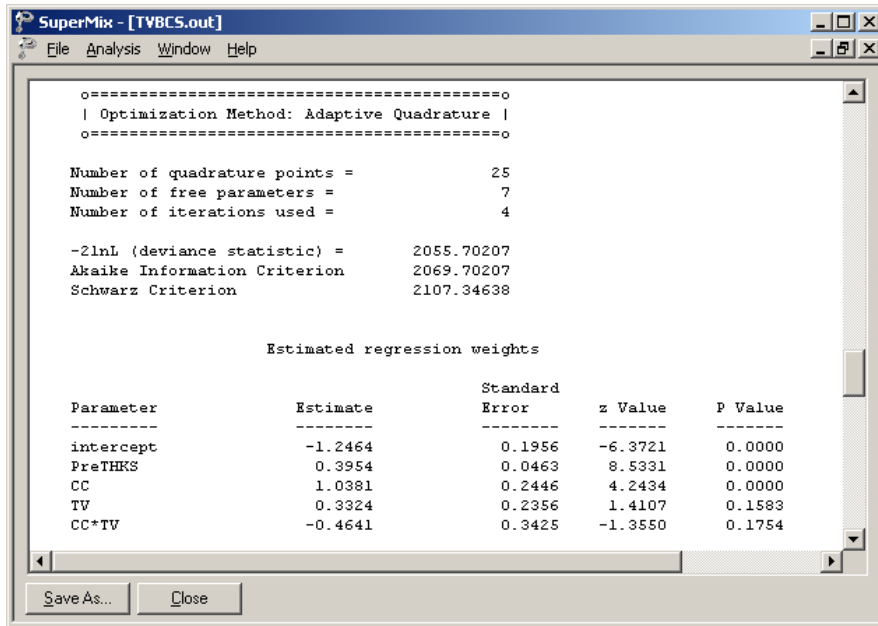 SuperMix - [TVBCS.out]
File Analysis Window Help
o===========================================o
| Optimization Method: Adaptive Quadrature |
o===========================================o
Number of quadrature points = 25
Number of free parameters = 7
Number of iterations used = 4
-2lnL (deviance statistic) = 2055.70207
Akaike Information Criterion 2069.70207
Schwarz Criterion 2107.34638
Estimated regression weights
Standard
Parameter Estimate Error z Value P Value
--------- -------- -------- ------- -------
intercept -1.2464 0.1956 -6.3721 0.0000
PreTHKS 0.3954 0.0463 8.5331 0.0000
CC 1.0381 0.2446 4.2434 0.0000
TV 0.3324 0.2356 1.4107 0.1583
CC*TV -0.4641 0.3425 -1.3550 0.1754
Save As... Close